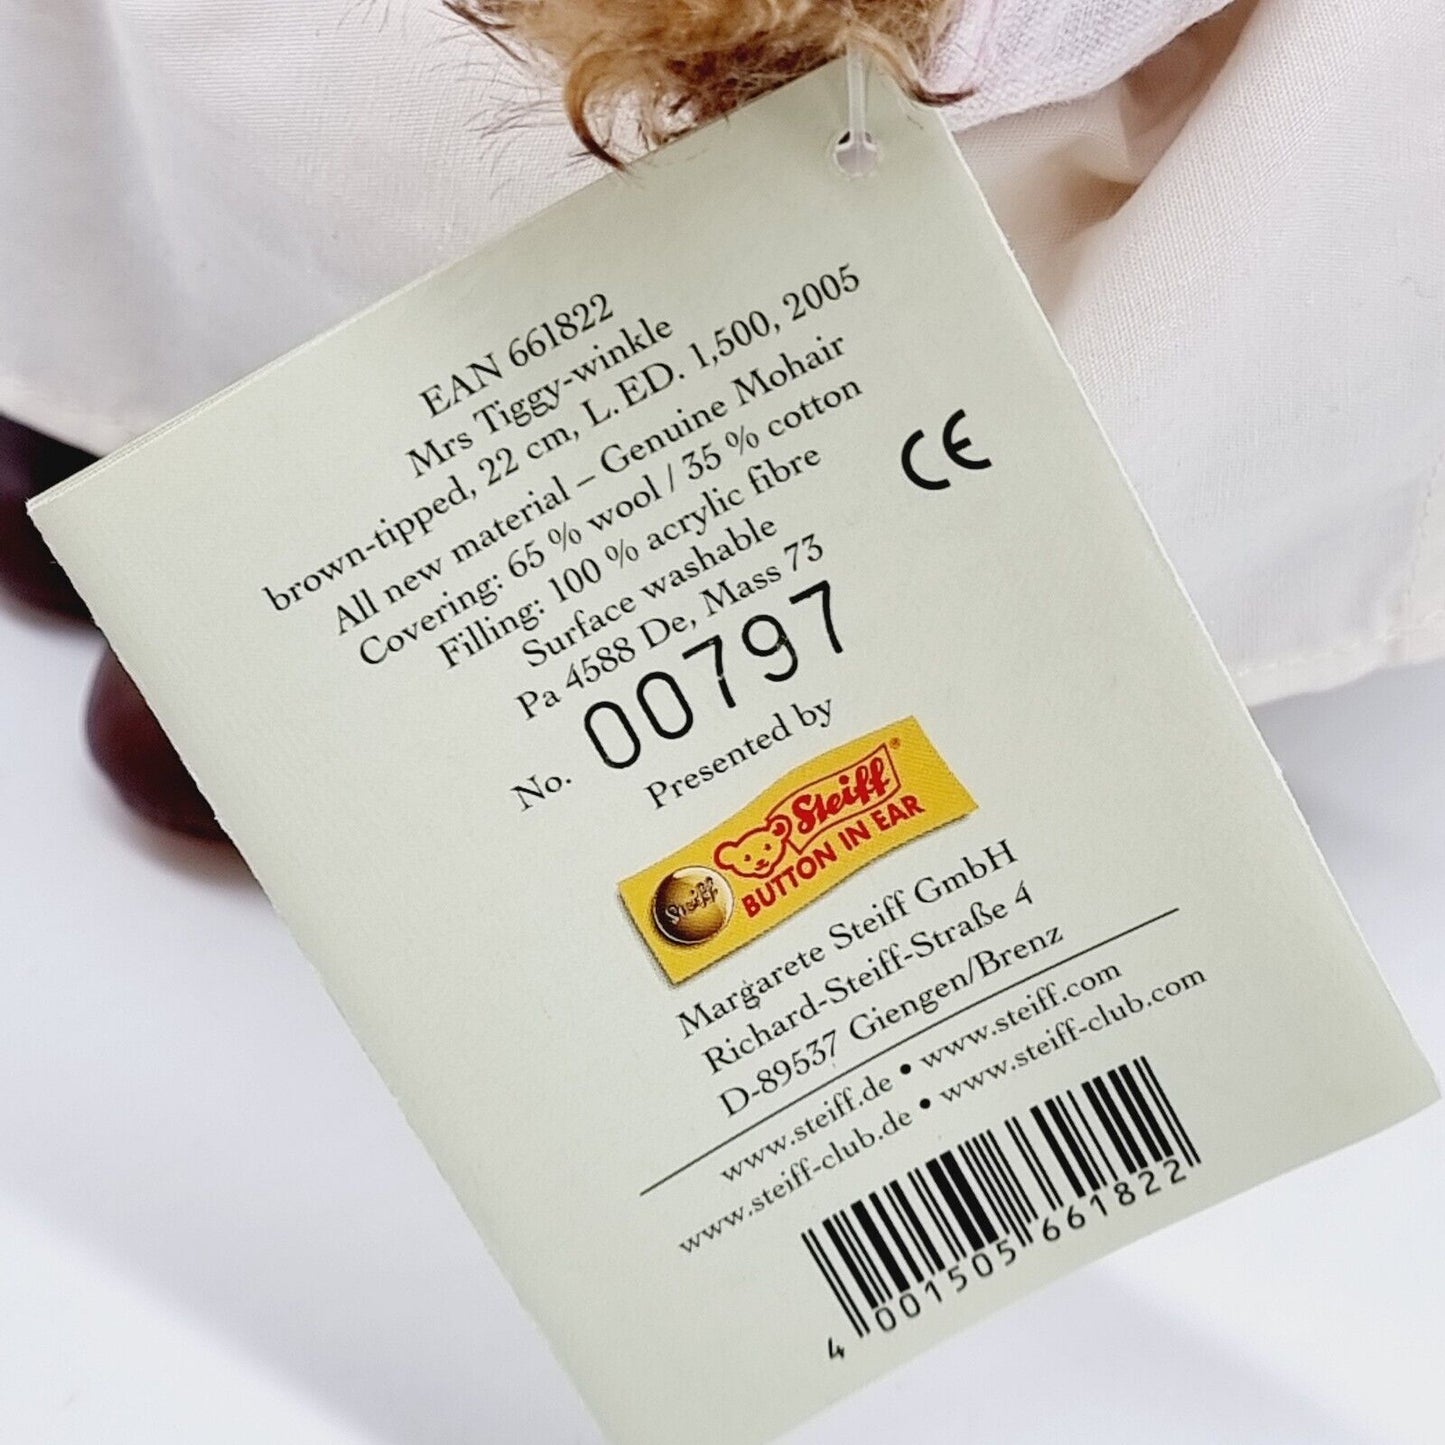 EAN 661822
Mrs Tiggy-winkle
brown-tipped, 22 cm, L. ED. 1,500, 2005
All new material – Genuine Mohair
Covering: 65 % wool / 35 % cotton
Filling: 100 % acrylic fibre
Surface washable
Pa 4588 De, Mass 73
CE
No. 00797
Presented by
Steiff®
BUTTON IN EAR
Steiff
Margarete Steiff GmbH
Richard-Steiff-Straße 4
D-89537 Giengen/Brenz
www.steiff.de • www.steiff.com
www.steiff-club.de • www.steiff-club.com
4 001505 661822